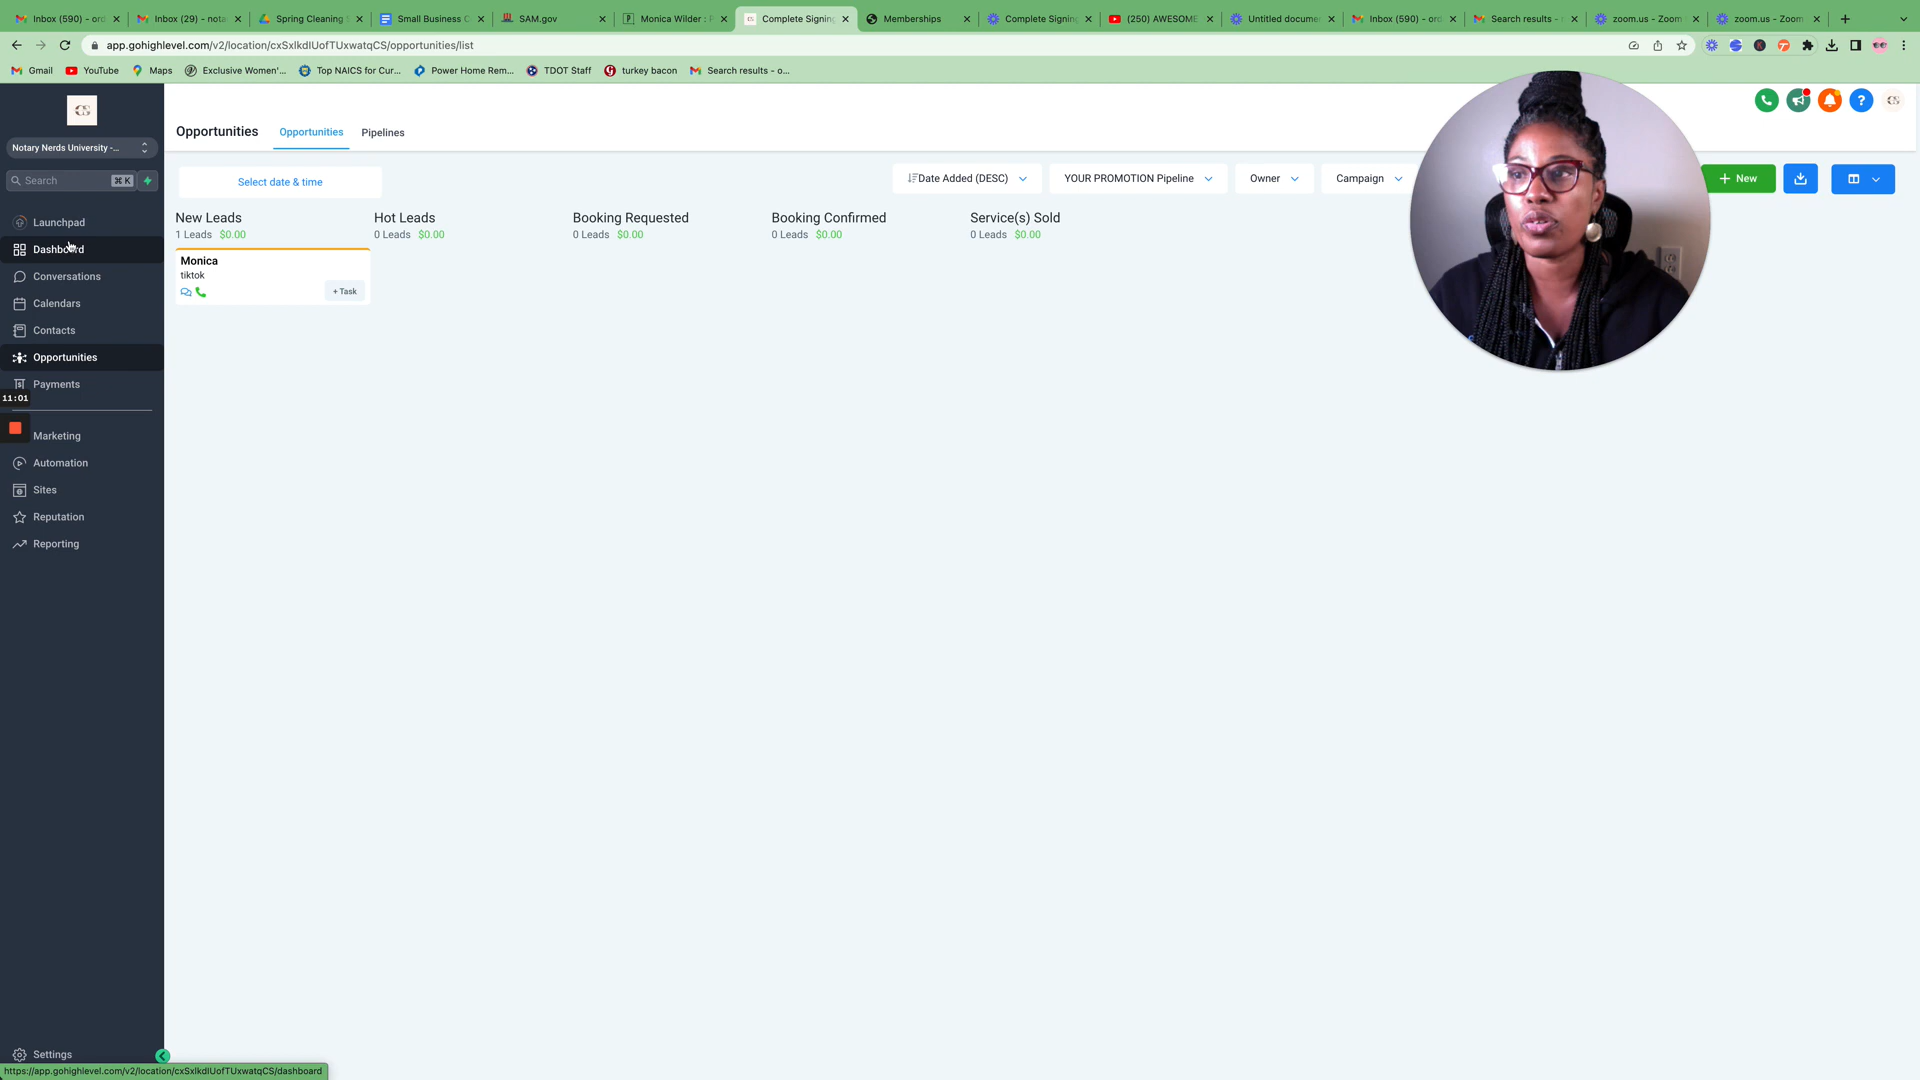 Inbox (590) - ord
Inbox (29) - nota
Spring Cleaning
Small Business C
SAM.gov
Monica Wilder : P
Complete Signing
Memberships
Complete Signing
(250) AWESOME
Untitled docume
Inbox (590) - ord
Search results -
zoom.us - Zoom
zoom.us - Zoom
app.gohighlevel.com/v2/location/cxSxlkdIUofTUxwatqCS/opportunities/list
Gmail
YouTube
Maps
Exclusive Women'...
Top NAICS for Cur...
Power Home Rem...
TDOT Staff
turkey bacon
Search results - o...
CS
Notary Nerds University -...
Search
⌘ K
Launchpad
Dashboard
Conversations
Calendars
Contacts
Opportunities
Payments
11:01
Marketing
Automation
Sites
Reputation
Reporting
Settings
Opportunities
Opportunities
Pipelines
Select date & time
Date Added (DESC)
YOUR PROMOTION Pipeline
Owner
Campaign
+ New
New Leads
1 Leads $0.00
Hot Leads
0 Leads $0.00
Booking Requested
0 Leads $0.00
Booking Confirmed
0 Leads $0.00
Service(s) Sold
0 Leads $0.00
Monica
tiktok
+ Task
https://app.gohighlevel.com/v2/location/cxSxlkdIUofTUxwatqCS/dashboard